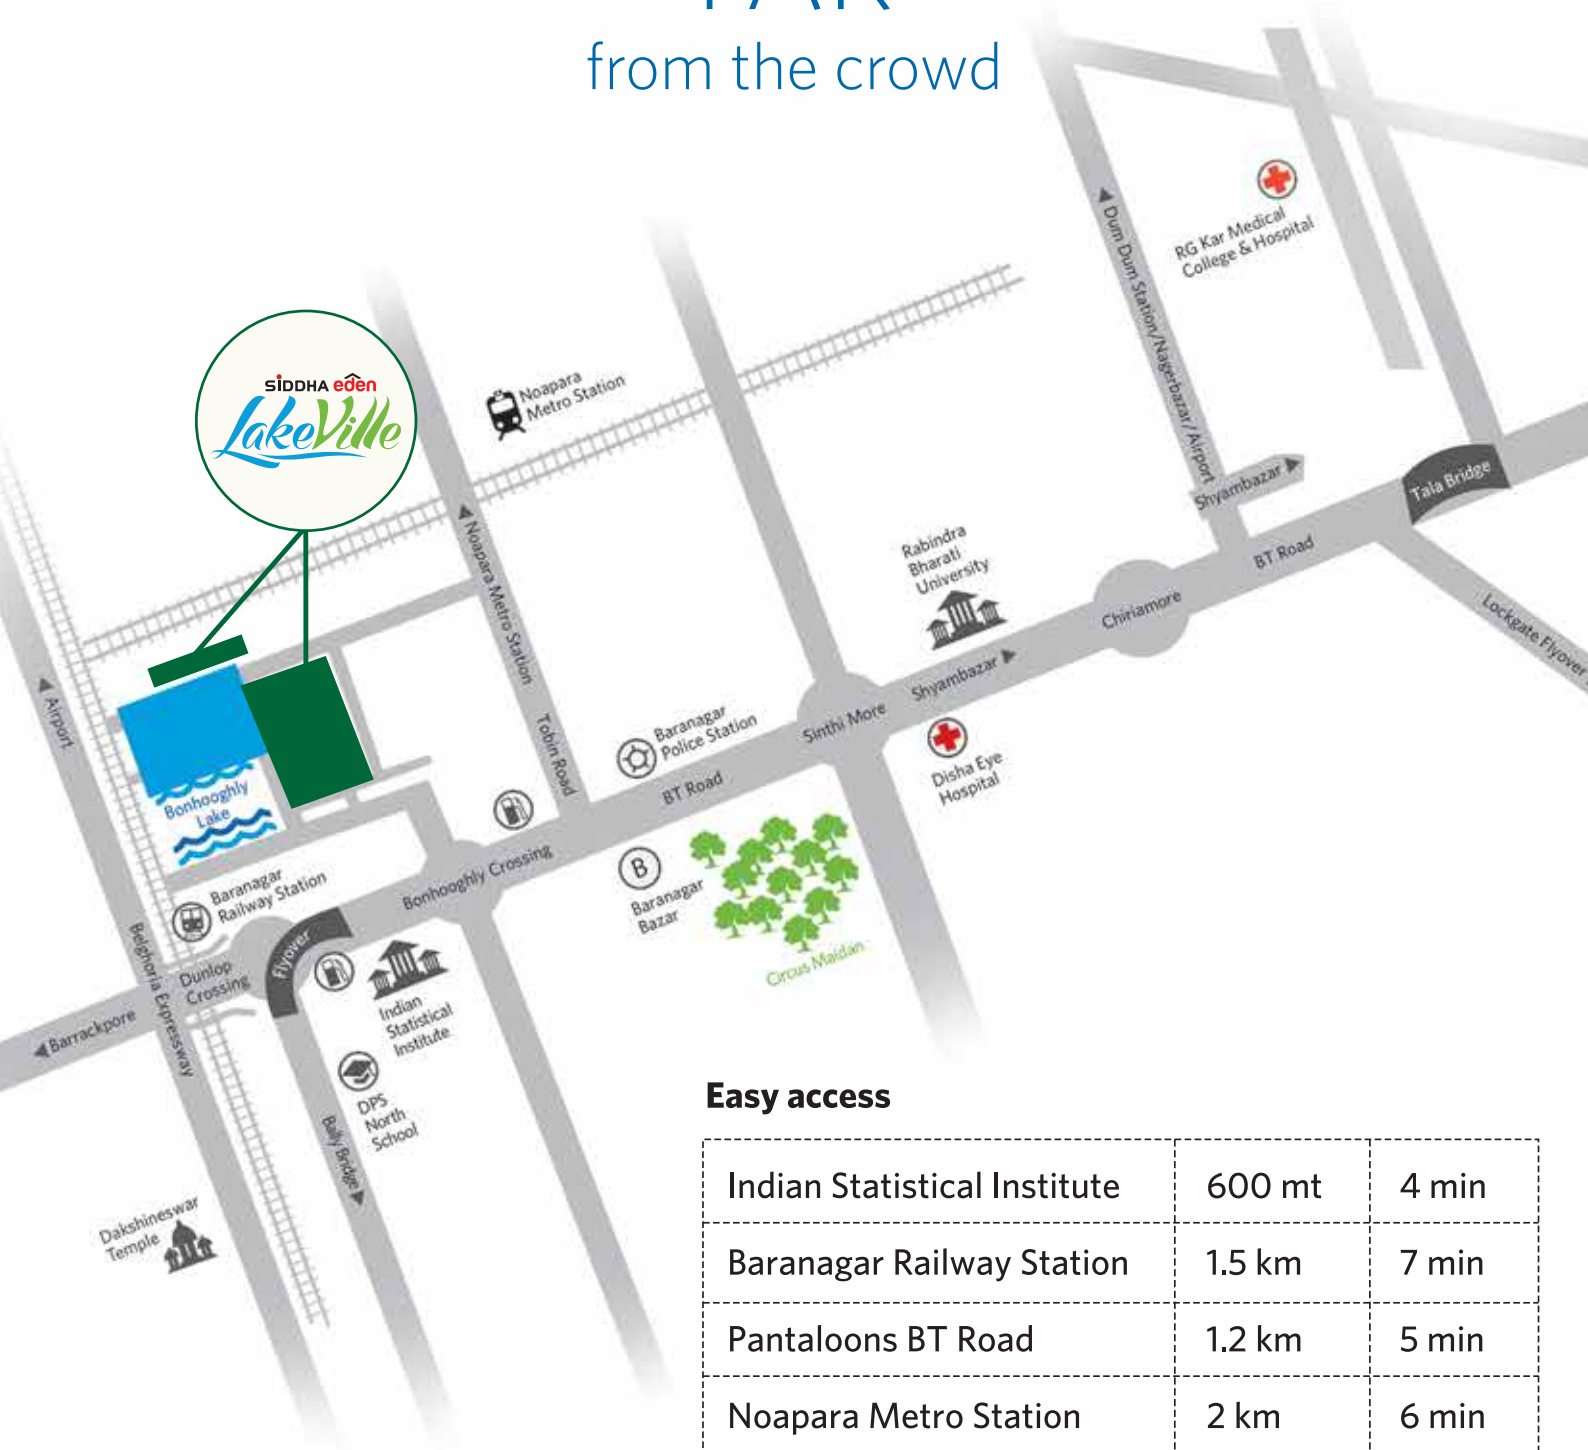 from the crowd
RG Kar Medical
College & Hospital
Dum Dum Station/Nagerbazar/Airport
SIDDHA eden
LakeVille
Noapara
Metro Station
Shyambazar
Tala Bridge
Noapara Metro Station
Rabindra
Bharati
University
BT Road
Chiriamore
Lockgate Flyover
Airport
Shyambazar
Sinthi More
Baranagar
Police Station
Tobin Road
BT Road
Disha Eye
Hospital
Bonhooghly
Lake
Bonhooghly Crossing
B
Baranagar
Bazar
Circus Maidan
Baranagar
Railway Station
Belghoria Expressway
Dunlop
Crossing
Flyover
Indian
Statistical
Institute
Barrackpore
DPS
North
School
Bally Bridge
Dakshineswar
Temple
Easy access
Indian Statistical Institute 600 mt 4 min
Baranagar Railway Station 1.5 km 7 min
Pantaloons BT Road 1.2 km 5 min
Noapara Metro Station 2 km 6 min